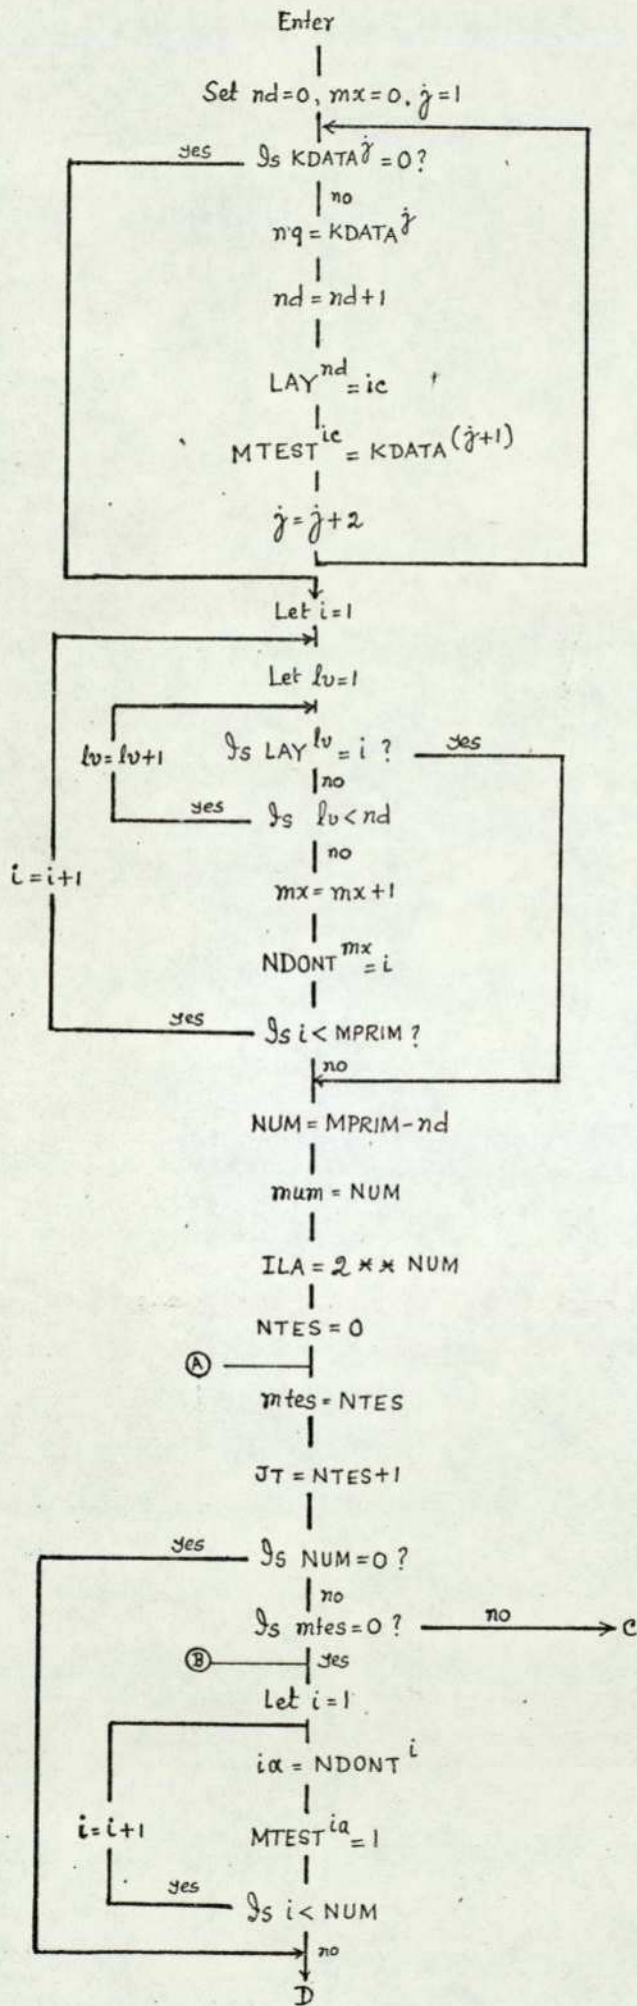 Enter
Set nd=0, mx=0, j=1
yes Is KDATA^j = 0?
no
nq = KDATA^j
nd = nd+1
LAY^nd = ic
MTEST^ic = KDATA^(j+1)
j = j+2
Let i=1
Let lv=1
lv=lv+1 Is LAY^lv = i ? yes
no
yes Is lv < nd
i = i+1 no
mx = mx+1
NDONT^mx = i
yes Is i < MPRIM ?
no
NUM = MPRIM-nd
mum = NUM
ILA = 2 ** NUM
NTES = 0
A
mtes = NTES
JT = NTES+1
yes Is NUM=0 ?
no
Is mtes=0 ? no C
B yes
Let i=1
ia = NDONT^i
i=i+1 MTEST^ia = 1
yes Is i < NUM
no
D